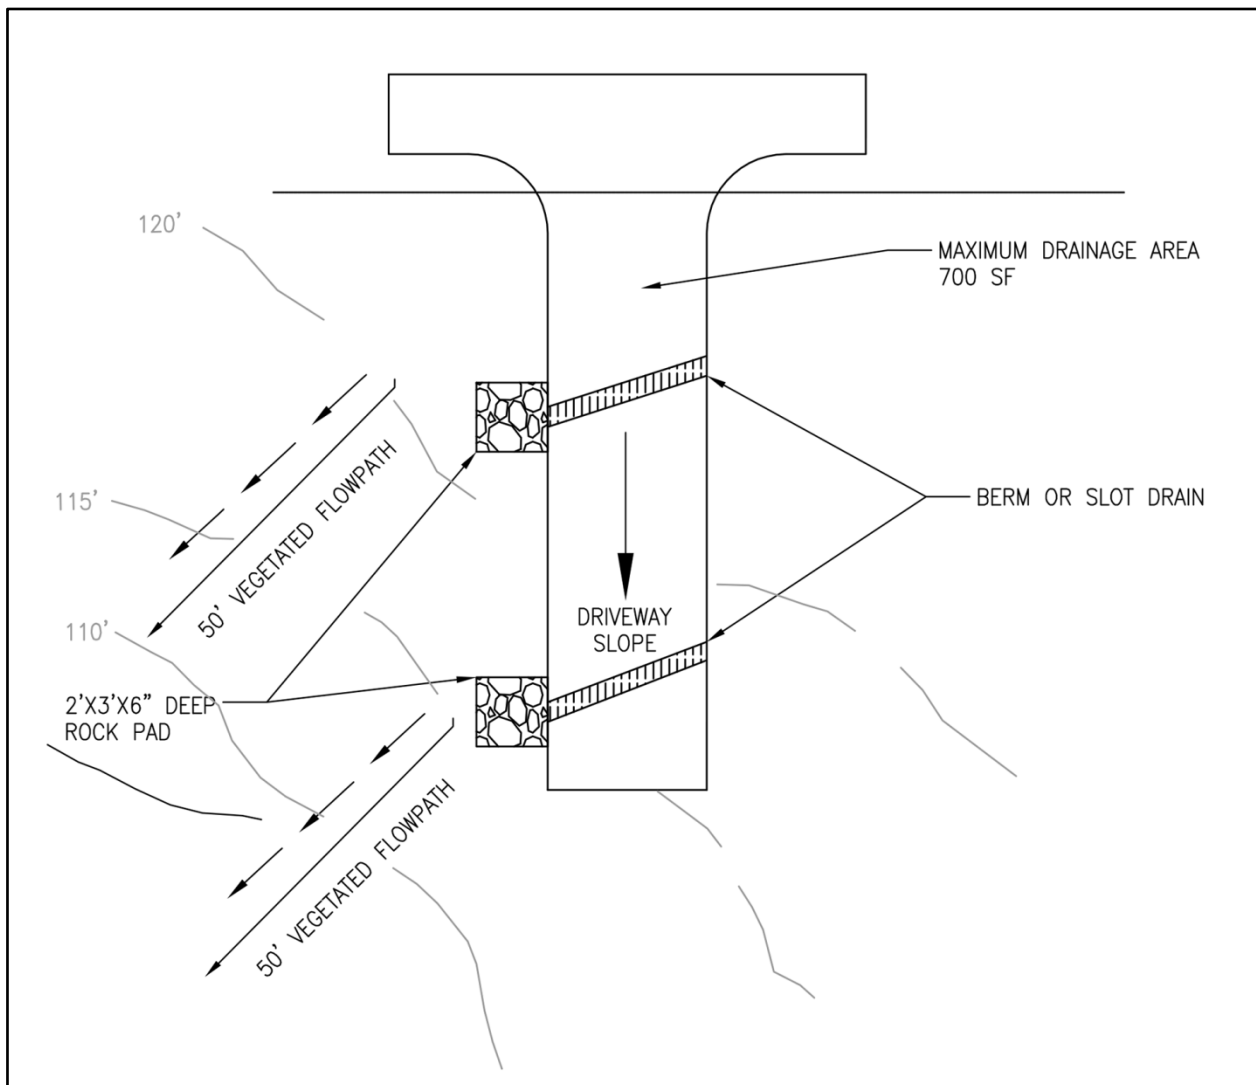 120'
MAXIMUM DRAINAGE AREA
700 SF
115'
50' VEGETATED FLOWPATH
BERM OR SLOT DRAIN
110'
DRIVEWAY
SLOPE
2'X3'X6" DEEP
ROCK PAD
50' VEGETATED FLOWPATH